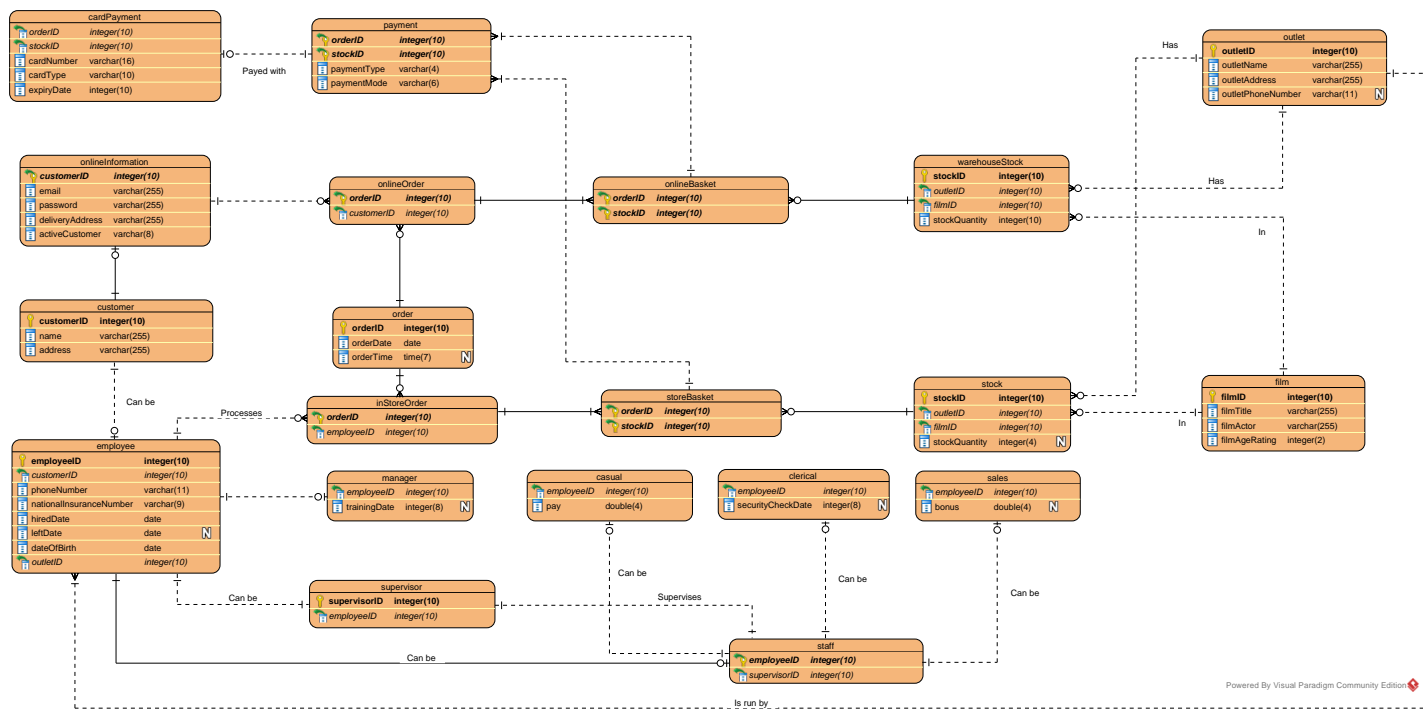 cardPayment
orderID integer(10)
stockID integer(10)
cardNumber varchar(16)
cardType varchar(10)
expiryDate integer(10)
Payed with
payment
orderID integer(10)
stockID integer(10)
paymentType varchar(4)
paymentMode varchar(6)
Has
outlet
outletID integer(10)
outletName varchar(255)
outletAddress varchar(255)
outletPhoneNumber varchar(11) N
onlineInformation
customerID integer(10)
email varchar(255)
password varchar(255)
deliveryAddress varchar(255)
activeCustomer varchar(8)
onlineOrder
orderID integer(10)
customerID integer(10)
onlineBasket
orderID integer(10)
stockID integer(10)
warehouseStock
stockID integer(10)
outletID integer(10)
filmID integer(10)
stockQuantity integer(10)
Has
In
customer
customerID integer(10)
name varchar(255)
address varchar(255)
order
orderID integer(10)
orderDate date
orderTime time(7) N
Can be
Processes
inStoreOrder
orderID integer(10)
employeeID integer(10)
storeBasket
orderID integer(10)
stockID integer(10)
stock
stockID integer(10)
outletID integer(10)
filmID integer(10)
stockQuantity integer(4) N
In
film
filmID integer(10)
filmTitle varchar(255)
filmActor varchar(255)
filmAgeRating integer(2)
employee
employeeID integer(10)
customerID integer(10)
phoneNumber varchar(11)
nationalInsuranceNumber varchar(9)
hiredDate date
leftDate date N
dateOfBirth date
outletID integer(10)
manager
employeeID integer(10)
trainingDate integer(8) N
casual
employeeID integer(10)
pay double(4)
clerical
employeeID integer(10)
securityCheckDate integer(8) N
sales
employeeID integer(10)
bonus double(4) N
Can be
Can be
Can be
Can be
supervisor
supervisorID integer(10)
employeeID integer(10)
Supervises
staff
employeeID integer(10)
supervisorID integer(10)
Can be
Is run by
Powered By Visual Paradigm Community Edition